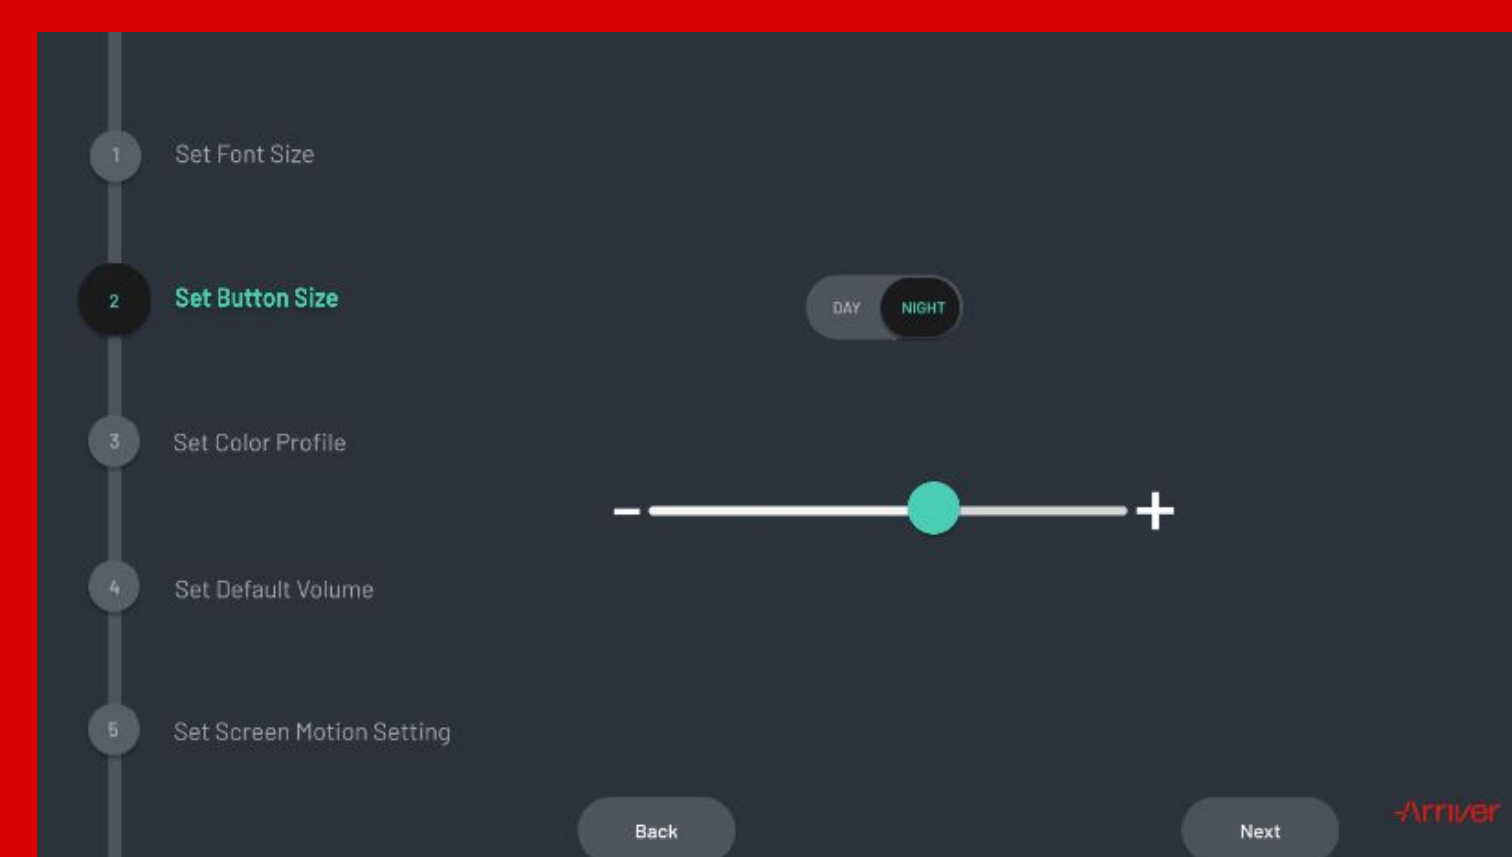 1 Set Font Size
2 Set Button Size
DAY NIGHT
3 Set Color Profile
4 Set Default Volume
5 Set Screen Motion Setting
Back Next
Arriver